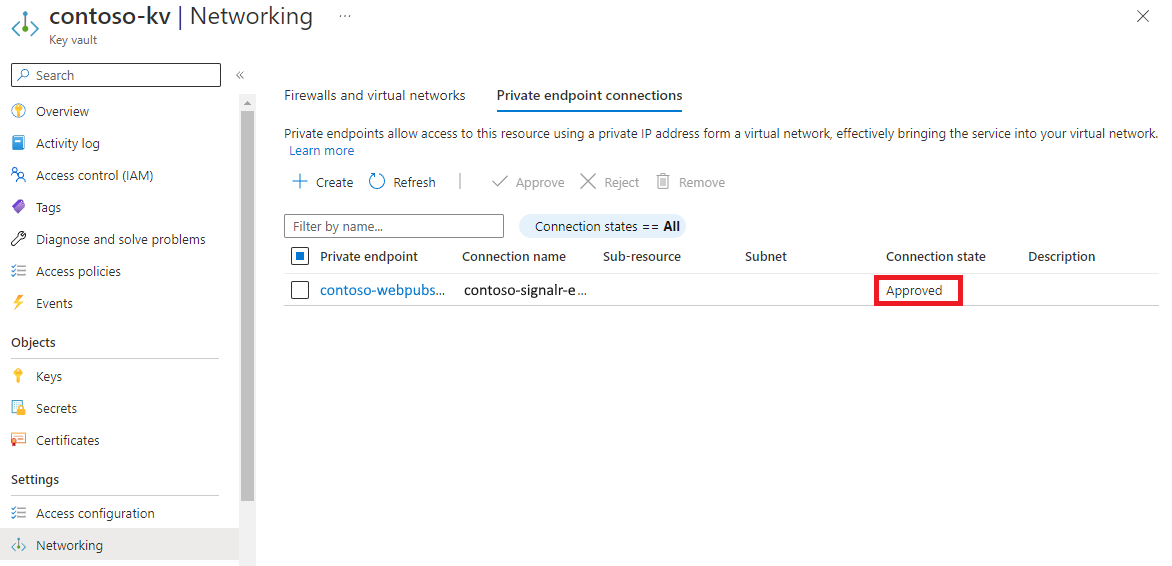 contoso-kv | Networking ...
Key vault
Search «
Overview
Activity log
Access control (IAM)
Tags
Diagnose and solve problems
Access policies
Events
Objects
Keys
Secrets
Certificates
Settings
Access configuration
Networking
Firewalls and virtual networks Private endpoint connections
Private endpoints allow access to this resource using a private IP address form a virtual network, effectively bringing the service into your virtual network.
Learn more
Create Refresh | Approve Reject Remove
Filter by name... Connection states == All
Private endpoint Connection name Sub-resource Subnet Connection state Description
contoso-webpubs... contoso-signalr-e... Approved